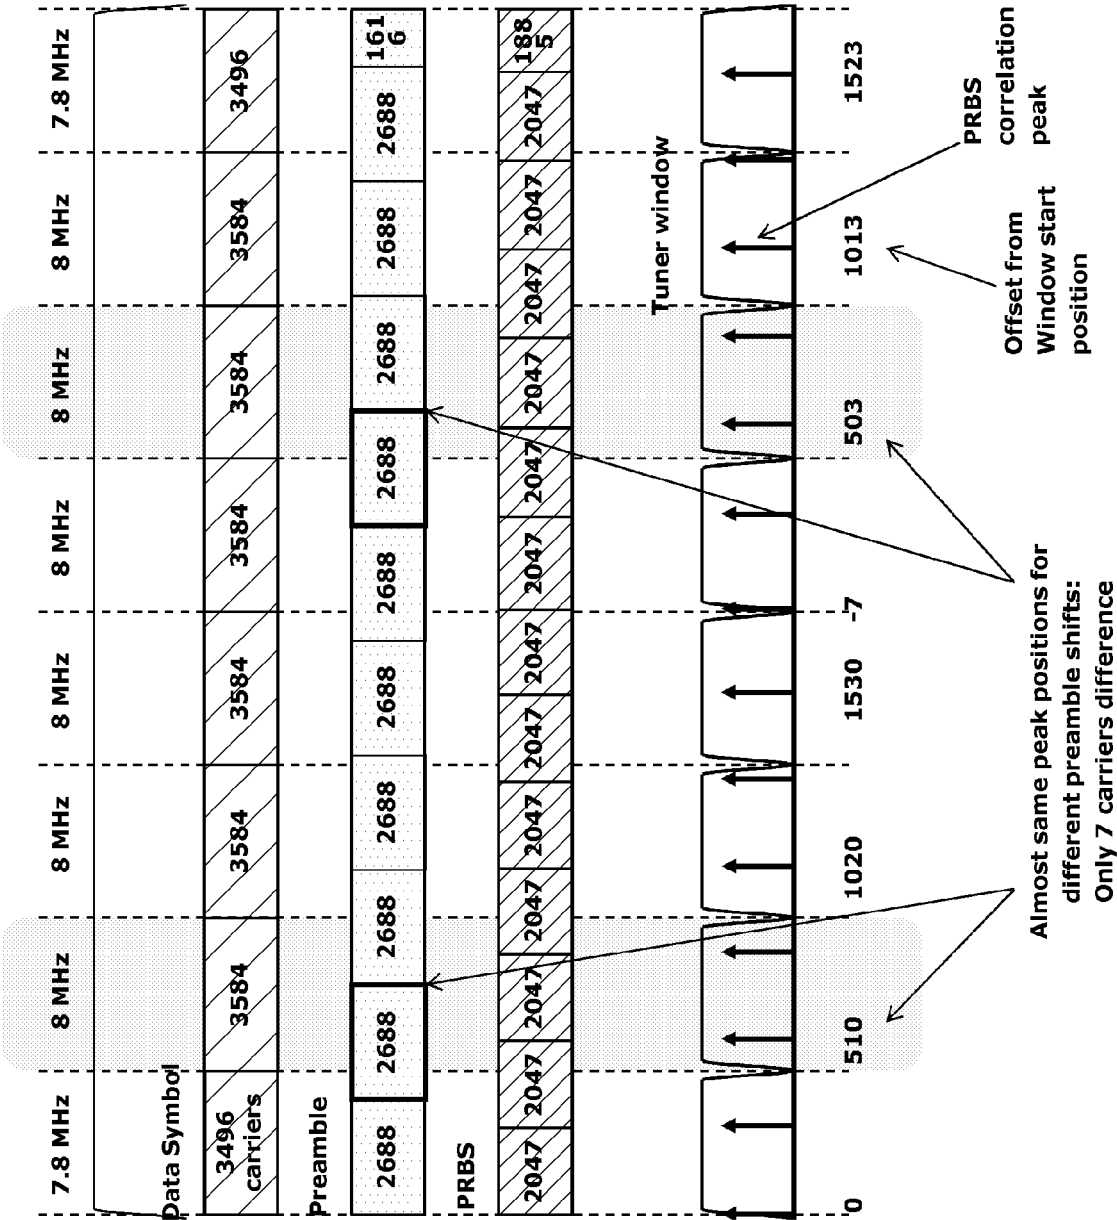 7.8 MHz 8 MHz 8 MHz 8 MHz 8 MHz 8 MHz 8 MHz 7.8 MHz
Data Symbol
3496
carriers
3584 3584 3584 3584 3584 3584 3496
Preamble
2688 2688 2688 2688 2688 2688 2688 2688 2688 2688 161
6
PRBS
2047 2047 2047 2047 2047 2047 2047 2047 2047 2047 2047 2047 2047 188
5
Tuner window
0 510 1020 1530 -7 503 1013 1523
PRBS
correlation
peak
Offset from
Window start
position
Almost same peak positions for
different preamble shifts:
Only 7 carriers difference